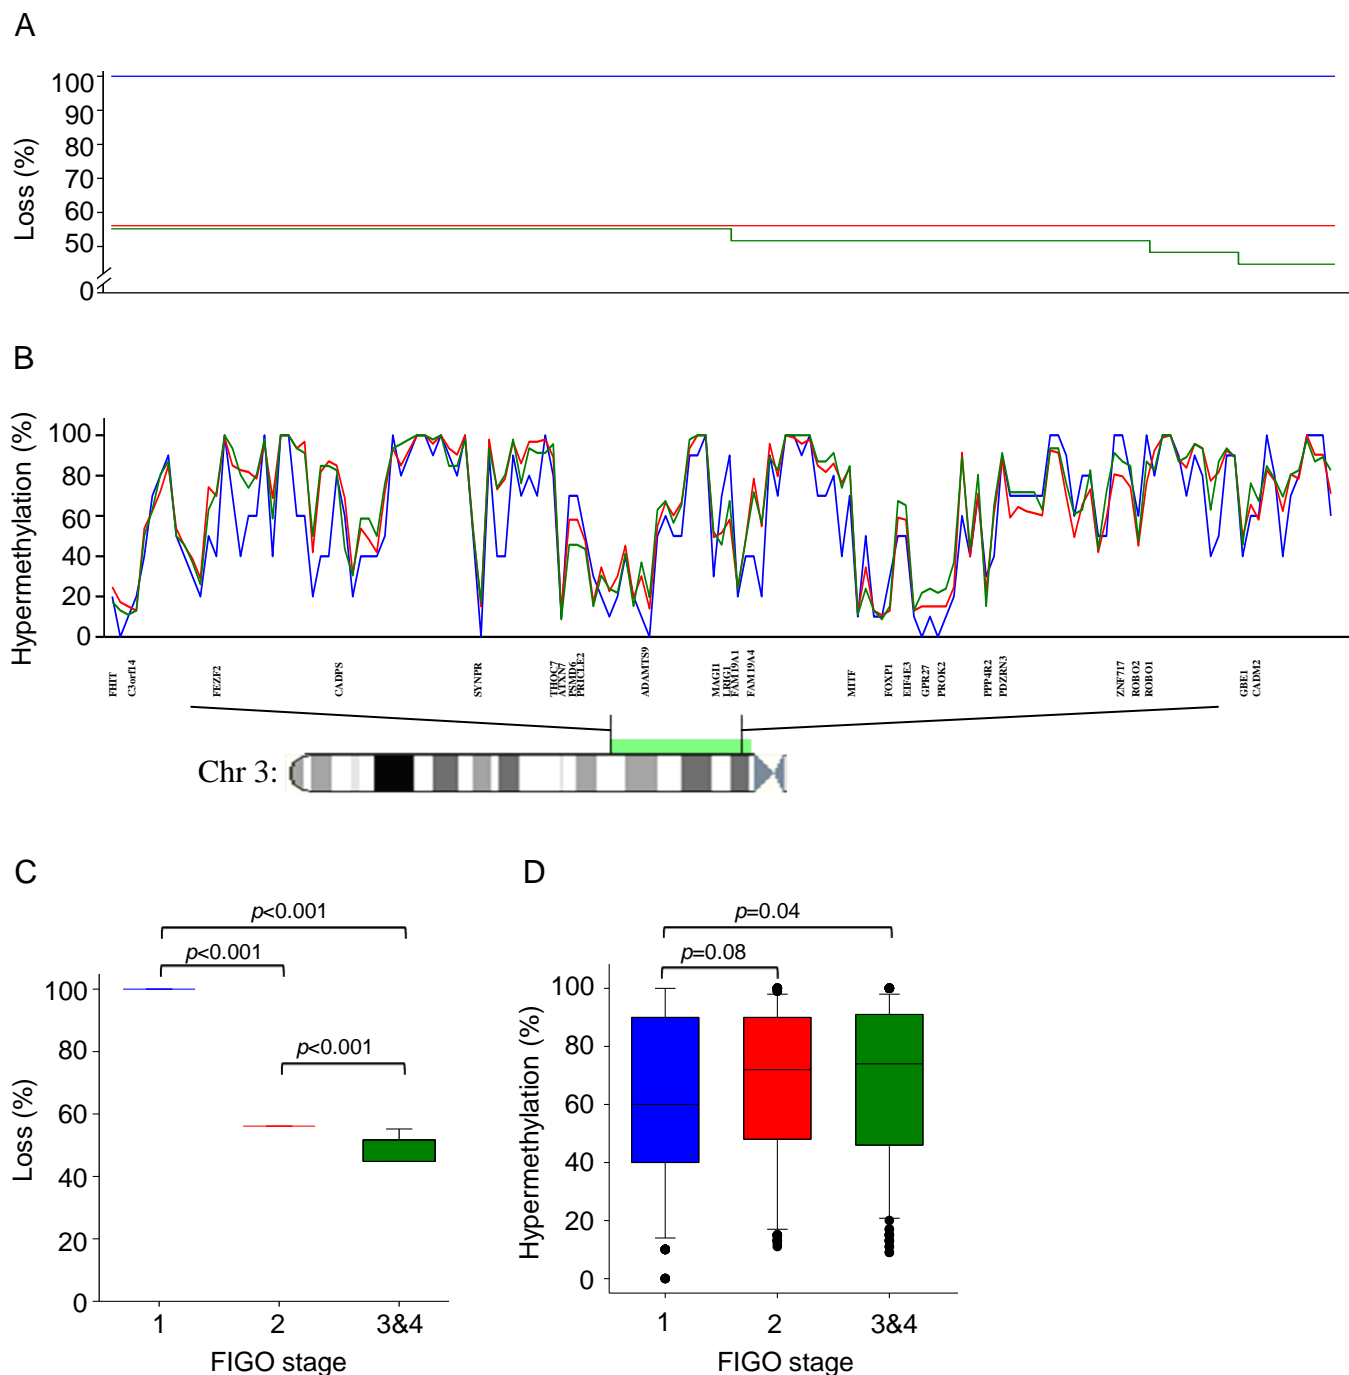 A
Loss (%)
100
90
80
70
60
50
0
B
Hypermethylation (%)
100
80
60
40
20
0
FHIT
C3orf14
FEZF2
CADPS
SYNPR
THOC7
ATXN7
PSMD6
PRICLE2
ADAMTS9
MAGI1
LRIG1
FAM19A1
FAM19A4
MITF
FOXP1
EIF4E3
GPR27
PROK2
PPP4R2
PDZRN3
ZNF717
ROBO2
ROBO1
GBE1
CADM2
Chr 3:
C
p<0.001
p<0.001
p<0.001
Loss (%)
100
80
60
40
20
0
1 2 3&4
FIGO stage
D
p=0.04
p=0.08
Hypermethylation (%)
100
80
60
40
20
0
1 2 3&4
FIGO stage